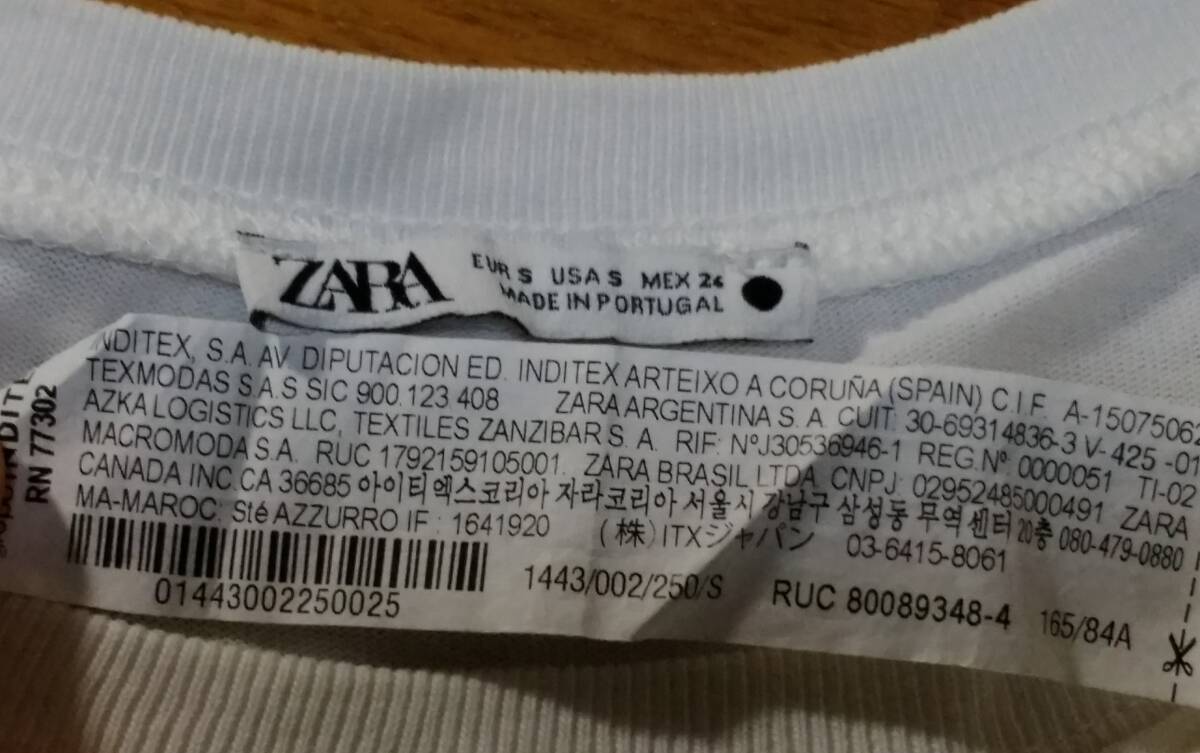 ZARA
EUR S USA S MEX 26
MADE IN PORTUGAL
INDITEX, S.A. AV. DIPUTACION ED. INDITEX ARTEIXO A CORUÑA (SPAIN) C.I.F. A-15075062
TEXMODAS S.A.S SIC 900.123 408 ZARA ARGENTINA S. A. CUIT: 30-69314836-3 V- 425 -01
AZKA LOGISTICS LLC, TEXTILES ZANZIBAR S. A. RIF: NºJ30536946-1 REG.Nº 0000051 TI-02
MACROMODA S.A. RUC 1792159105001. ZARA BRASIL LTDA. CNPJ: 02952485000491 ZARA
CANADA INC.CA 36685 아이티엑스코리아 자라코리아 서울시 강남구 삼성동 무역센터 20층 080-479-0880
MA-MAROC: Sté AZZURRO IF : 1641920 (株)ITXジャパン 03-6415-8061
01443002250025
1443/002/250/S
RUC 80089348-4
165/84A
RN 77302